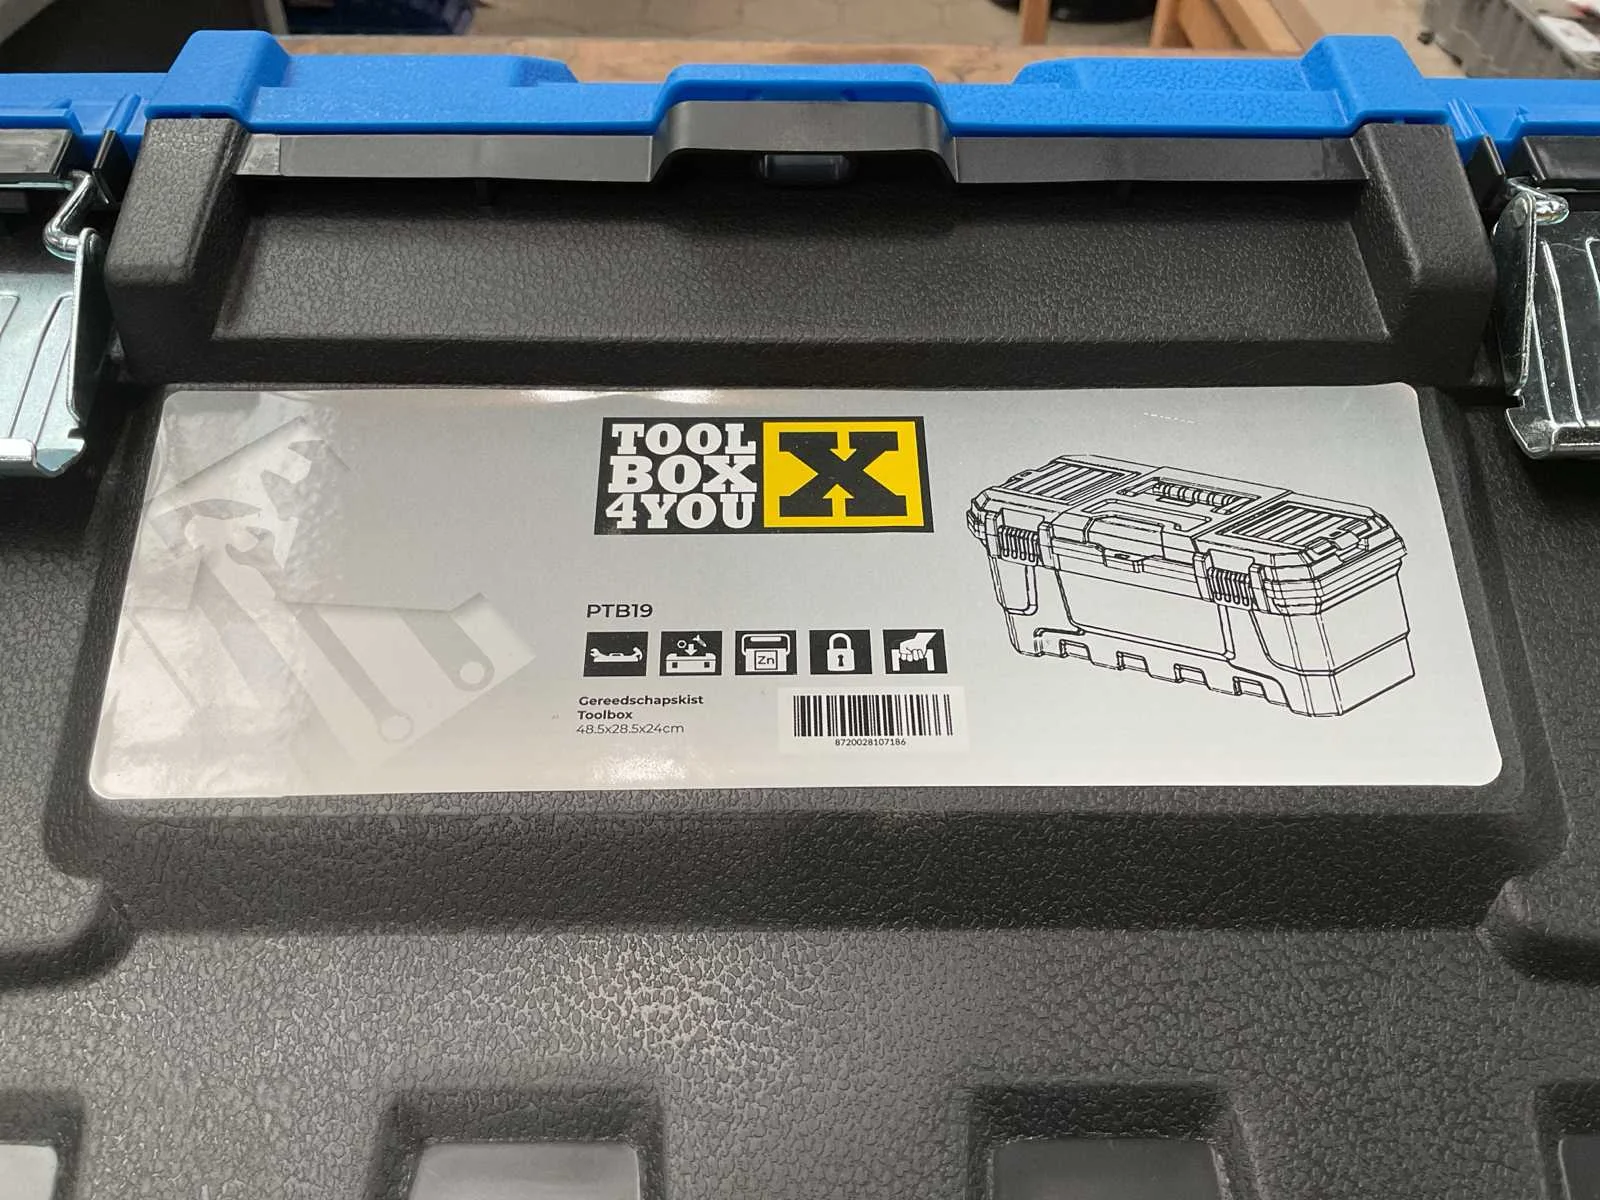 TOOL
BOX
4YOU
X
PTB19
Zn
Gereedschapskist
Toolbox
48.5x28.5x24cm
8720028107186